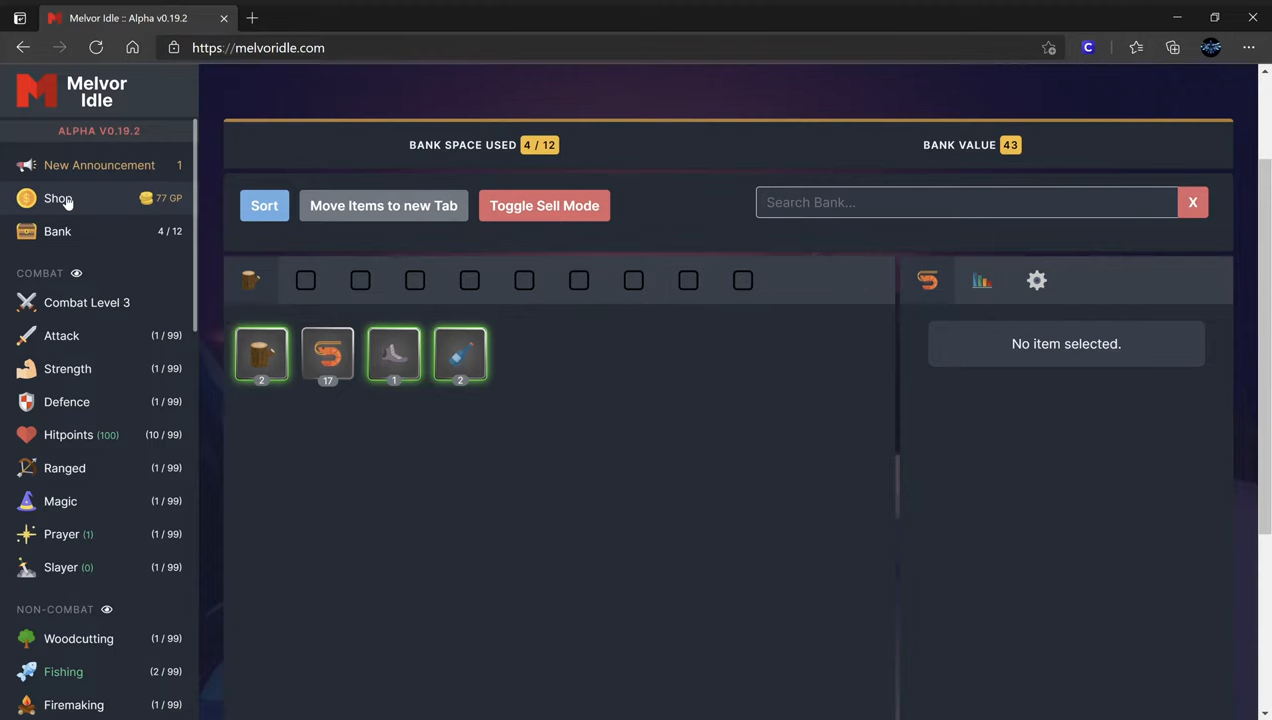 Melvor Idle :: Alpha v0.19.2
https://melvoridle.com
Melvor
Idle
ALPHA V0.19.2
New Announcement 1
Shop 77 GP
Bank 4 / 12
COMBAT
Combat Level 3
Attack (1 / 99)
Strength (1 / 99)
Defence (1 / 99)
Hitpoints (100) (10 / 99)
Ranged (1 / 99)
Magic (1 / 99)
Prayer (1) (1 / 99)
Slayer (0) (1 / 99)
NON-COMBAT
Woodcutting (1 / 99)
Fishing (2 / 99)
Firemaking (1 / 99)
BANK SPACE USED 4 / 12 BANK VALUE 43
Sort Move Items to new Tab Toggle Sell Mode Search Bank... X
2 17 1 2
No item selected.